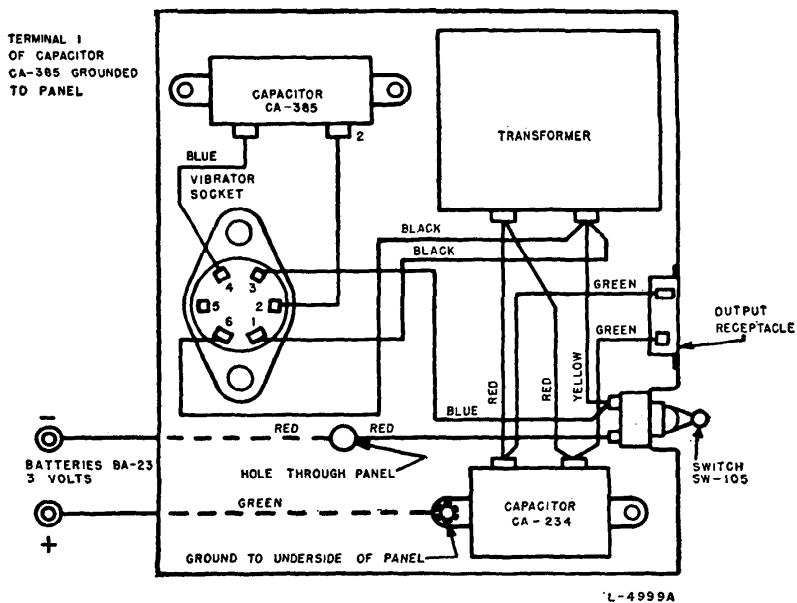 TERMINAL 1
OF CAPACITOR
CA-385 GROUNDED
TO PANEL
CAPACITOR
CA-385
2
TRANSFORMER
BLUE
VIBRATOR
SOCKET
BLACK
BLACK
4
3
5
2
6
1
GREEN
GREEN
OUTPUT
RECEPTACLE
RED
RED
YELLOW
BLUE
−
RED
RED
BATTERIES BA-23
3 VOLTS
HOLE THROUGH PANEL
SWITCH
SW-105
GREEN
+
CAPACITOR
CA-234
GROUND TO UNDERSIDE OF PANEL
L-4999A